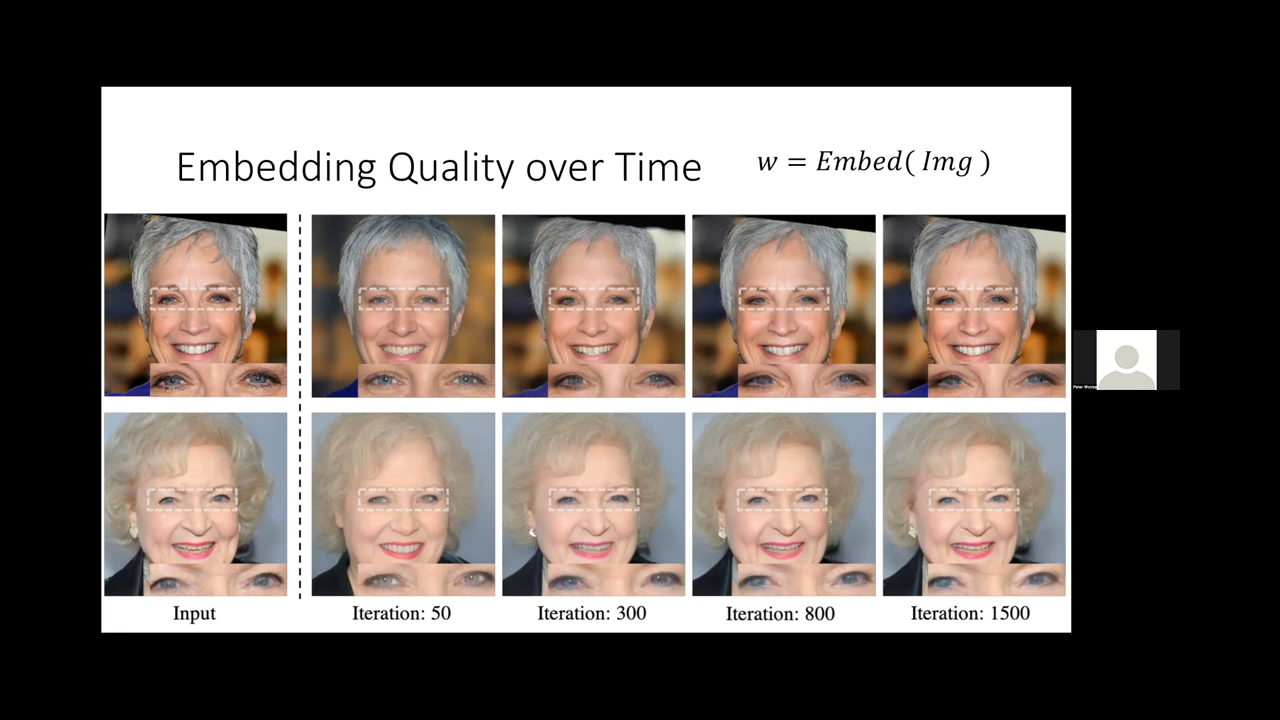 Embedding Quality over Time
w = Embed( Img )
Input
Iteration: 50
Iteration: 300
Iteration: 800
Iteration: 1500